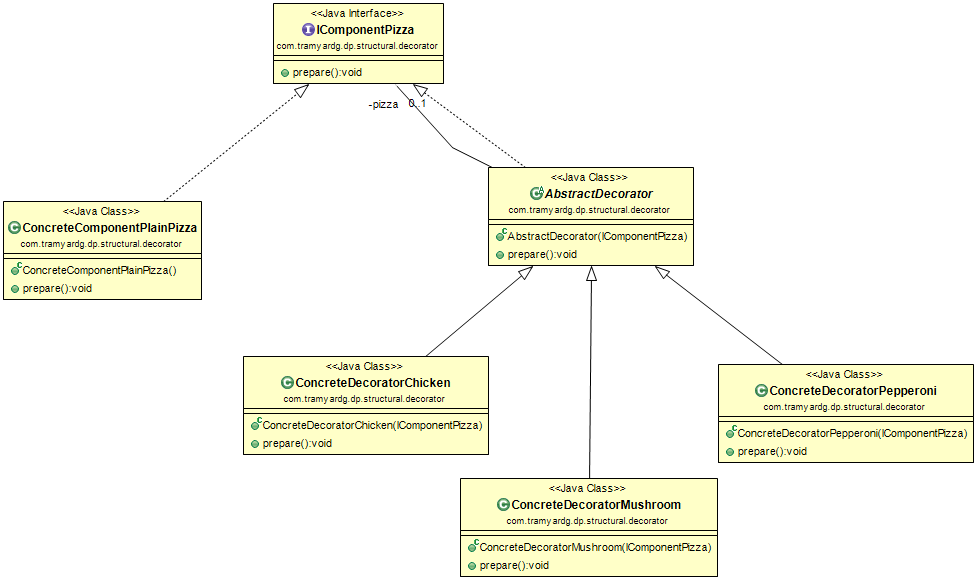 <<Java Interface>>
IComponentPizza
com.tramyardg.dp.structural.decorator
prepare():void
-pizza 0..1
<<Java Class>>
AbstractDecorator
com.tramyardg.dp.structural.decorator
AbstractDecorator(IComponentPizza)
prepare():void
<<Java Class>>
ConcreteComponentPlainPizza
com.tramyardg.dp.structural.decorator
ConcreteComponentPlainPizza()
prepare():void
<<Java Class>>
ConcreteDecoratorChicken
com.tramyardg.dp.structural.decorator
ConcreteDecoratorChicken(IComponentPizza)
prepare():void
<<Java Class>>
ConcreteDecoratorPepperoni
com.tramyardg.dp.structural.decorator
ConcreteDecoratorPepperoni(IComponentPizza)
prepare():void
<<Java Class>>
ConcreteDecoratorMushroom
com.tramyardg.dp.structural.decorator
ConcreteDecoratorMushroom(IComponentPizza)
prepare():void